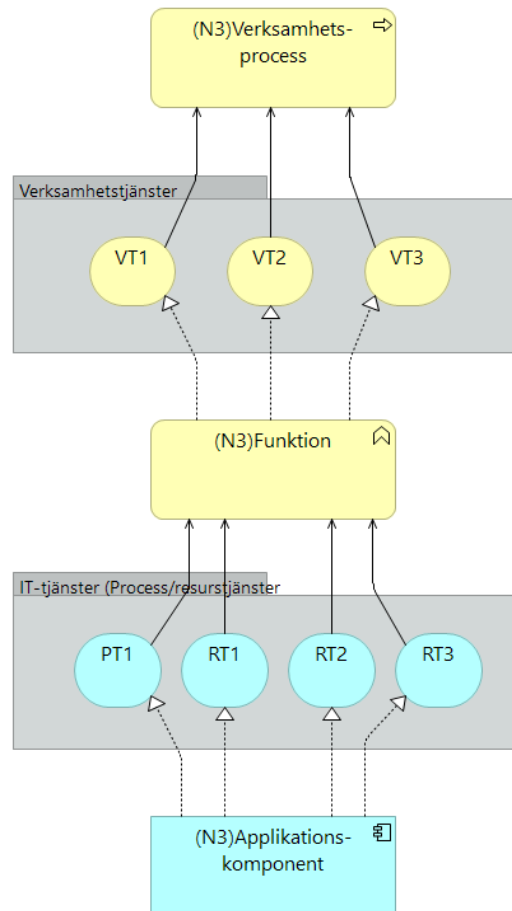 (N3)Verksamhets-
process
Verksamhetstjänster
VT1
VT2
VT3
(N3)Funktion
IT-tjänster (Process/resurstjänster
PT1
RT1
RT2
RT3
(N3)Applikations-
komponent